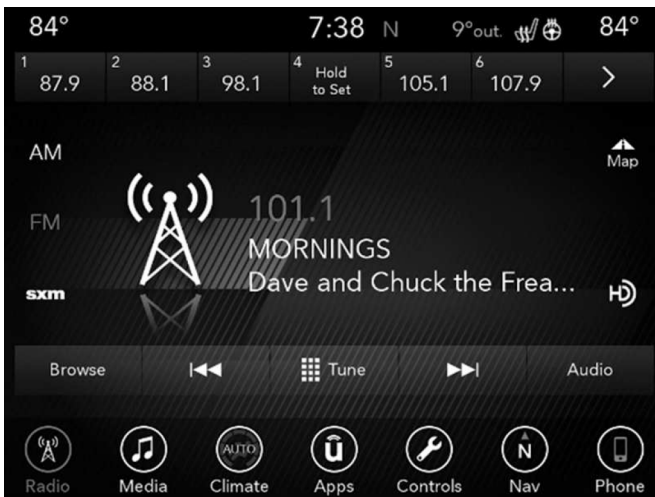 84° 7:38 N 9°out. 84°
1 87.9 2 88.1 3 98.1 4 Hold to Set 5 105.1 6 107.9 >
AM
Map
FM
101.1
MORNINGS
Dave and Chuck the Frea...
sxm
HD
Browse Tune Audio
AUTO û N
Radio Media Climate Apps Controls Nav Phone